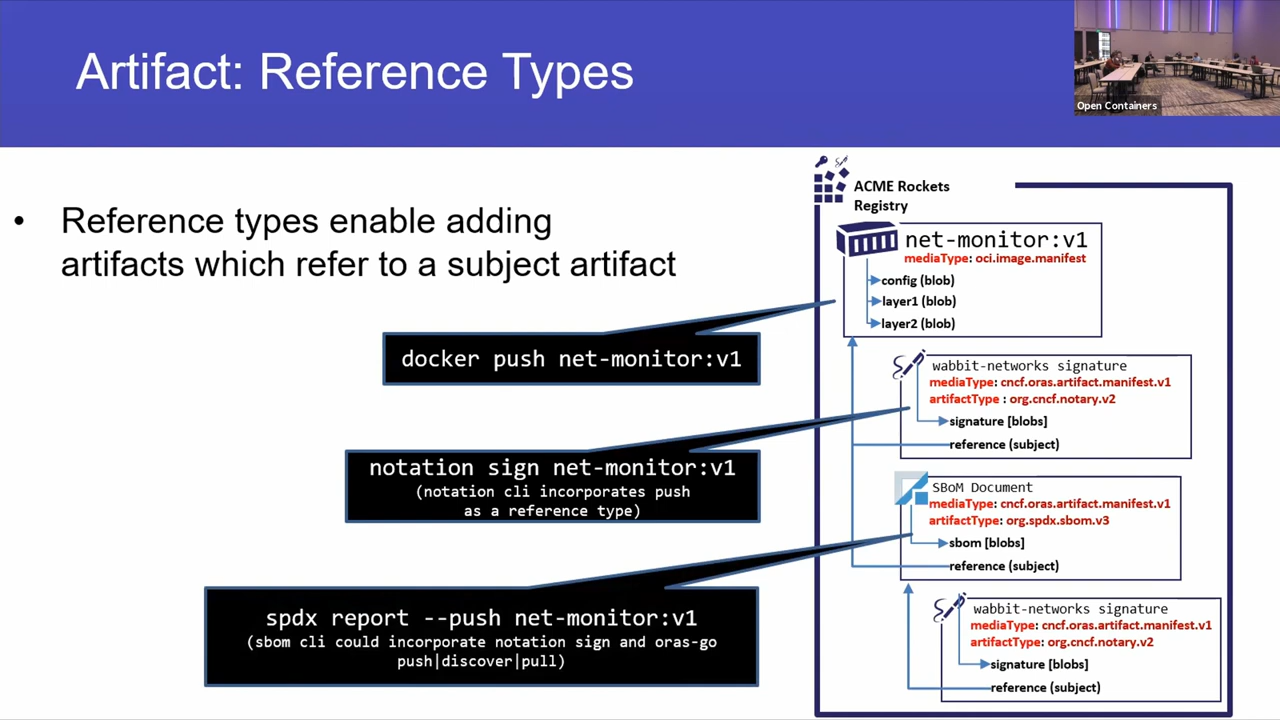 Artifact: Reference Types
Open Containers
• Reference types enable adding
artifacts which refer to a subject artifact
docker push net-monitor:v1
notation sign net-monitor:v1
(notation cli incorporates push
as a reference type)
spdx report --push net-monitor:v1
(sbom cli could incorporate notation sign and oras-go
push|discover|pull)
ACME Rockets
Registry
net-monitor:v1
mediaType: oci.image.manifest
config (blob)
layer1 (blob)
layer2 (blob)
wabbit-networks signature
mediaType: cncf.oras.artifact.manifest.v1
artifactType : org.cncf.notary.v2
signature [blobs]
reference (subject)
SBoM Document
mediaType: cncf.oras.artifact.manifest.v1
artifactType: org.spdx.sbom.v3
sbom [blobs]
reference (subject)
wabbit-networks signature
mediaType: cncf.oras.artifact.manifest.v1
artifactType: org.cncf.notary.v2
signature [blobs]
reference (subject)